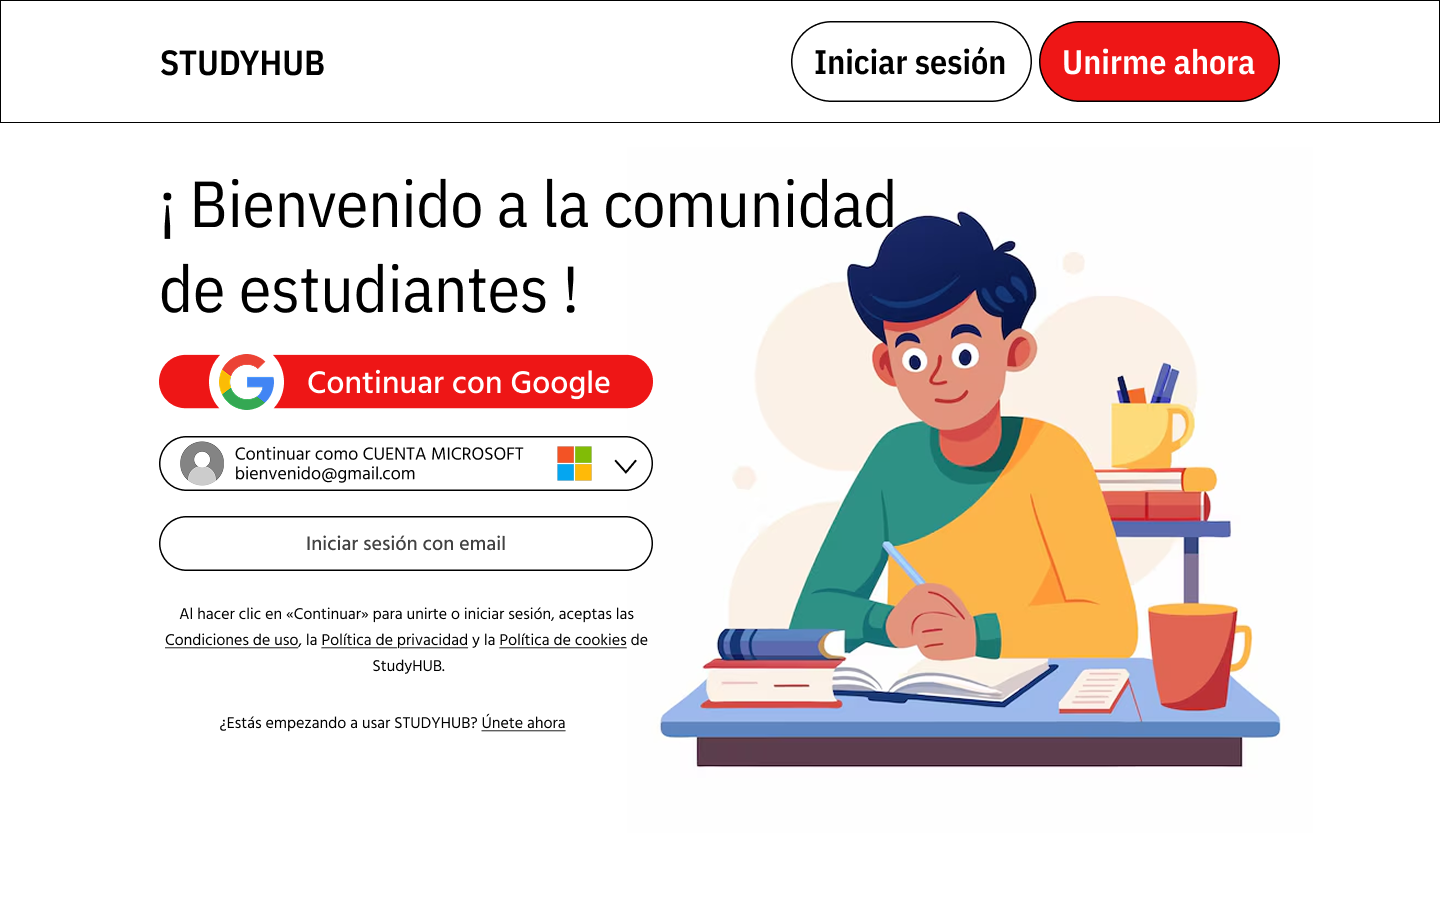 STUDYHUB
Iniciar sesión
Unirme ahora
¡ Bienvenido a la comunidad
de estudiantes !
Continuar con Google
Continuar como CUENTA MICROSOFT
bienvenido@gmail.com
Iniciar sesión con email
Al hacer clic en «Continuar» para unirte o iniciar sesión, aceptas las
Condiciones de uso, la Política de privacidad y la Política de cookies de
StudyHUB.
¿Estás empezando a usar STUDYHUB? Únete ahora